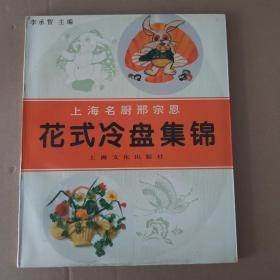 李承智 主编
上海名厨邢宗恩
花式冷盘集锦
上海文化出版社